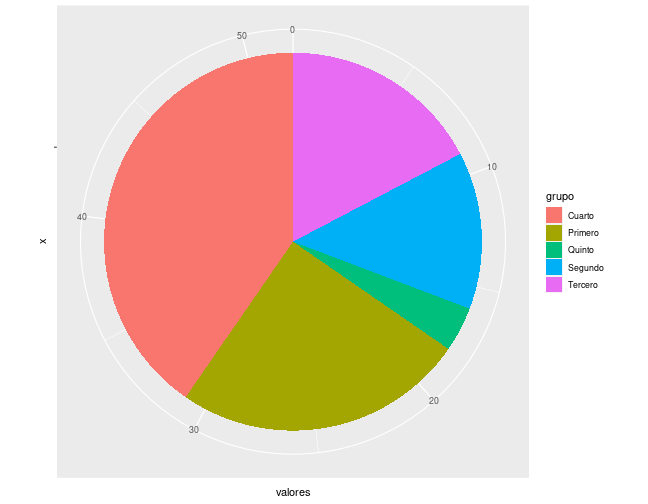 0
50
10
40
20
30
x
valores
grupo
Cuarto
Primero
Quinto
Segundo
Tercero